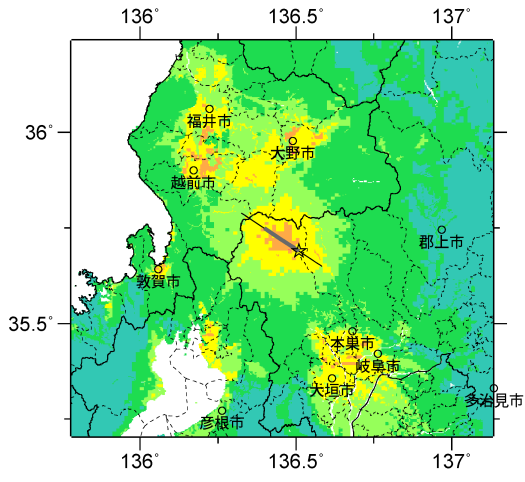 136° 136.5° 137°
36°
福井市
大野市
越前市
郡上市
敦賀市
35.5°
本巣市
岐阜市
大垣市
多治見市
彦根市
136° 136.5° 137°